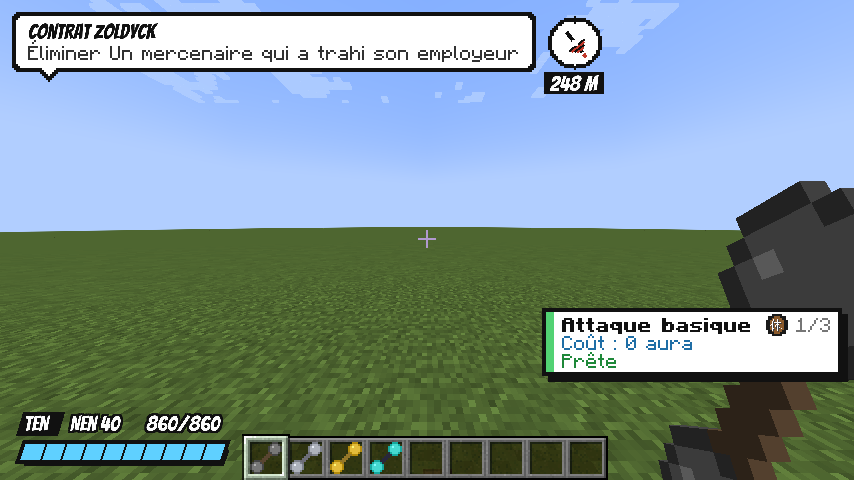 CONTRAT ZOLDYCK
Éliminer Un mercenaire qui a trahi son employeur
248 M
Attaque basique 休 1/3
Coût : 0 aura
Prête
TEN NEN 40 860/860